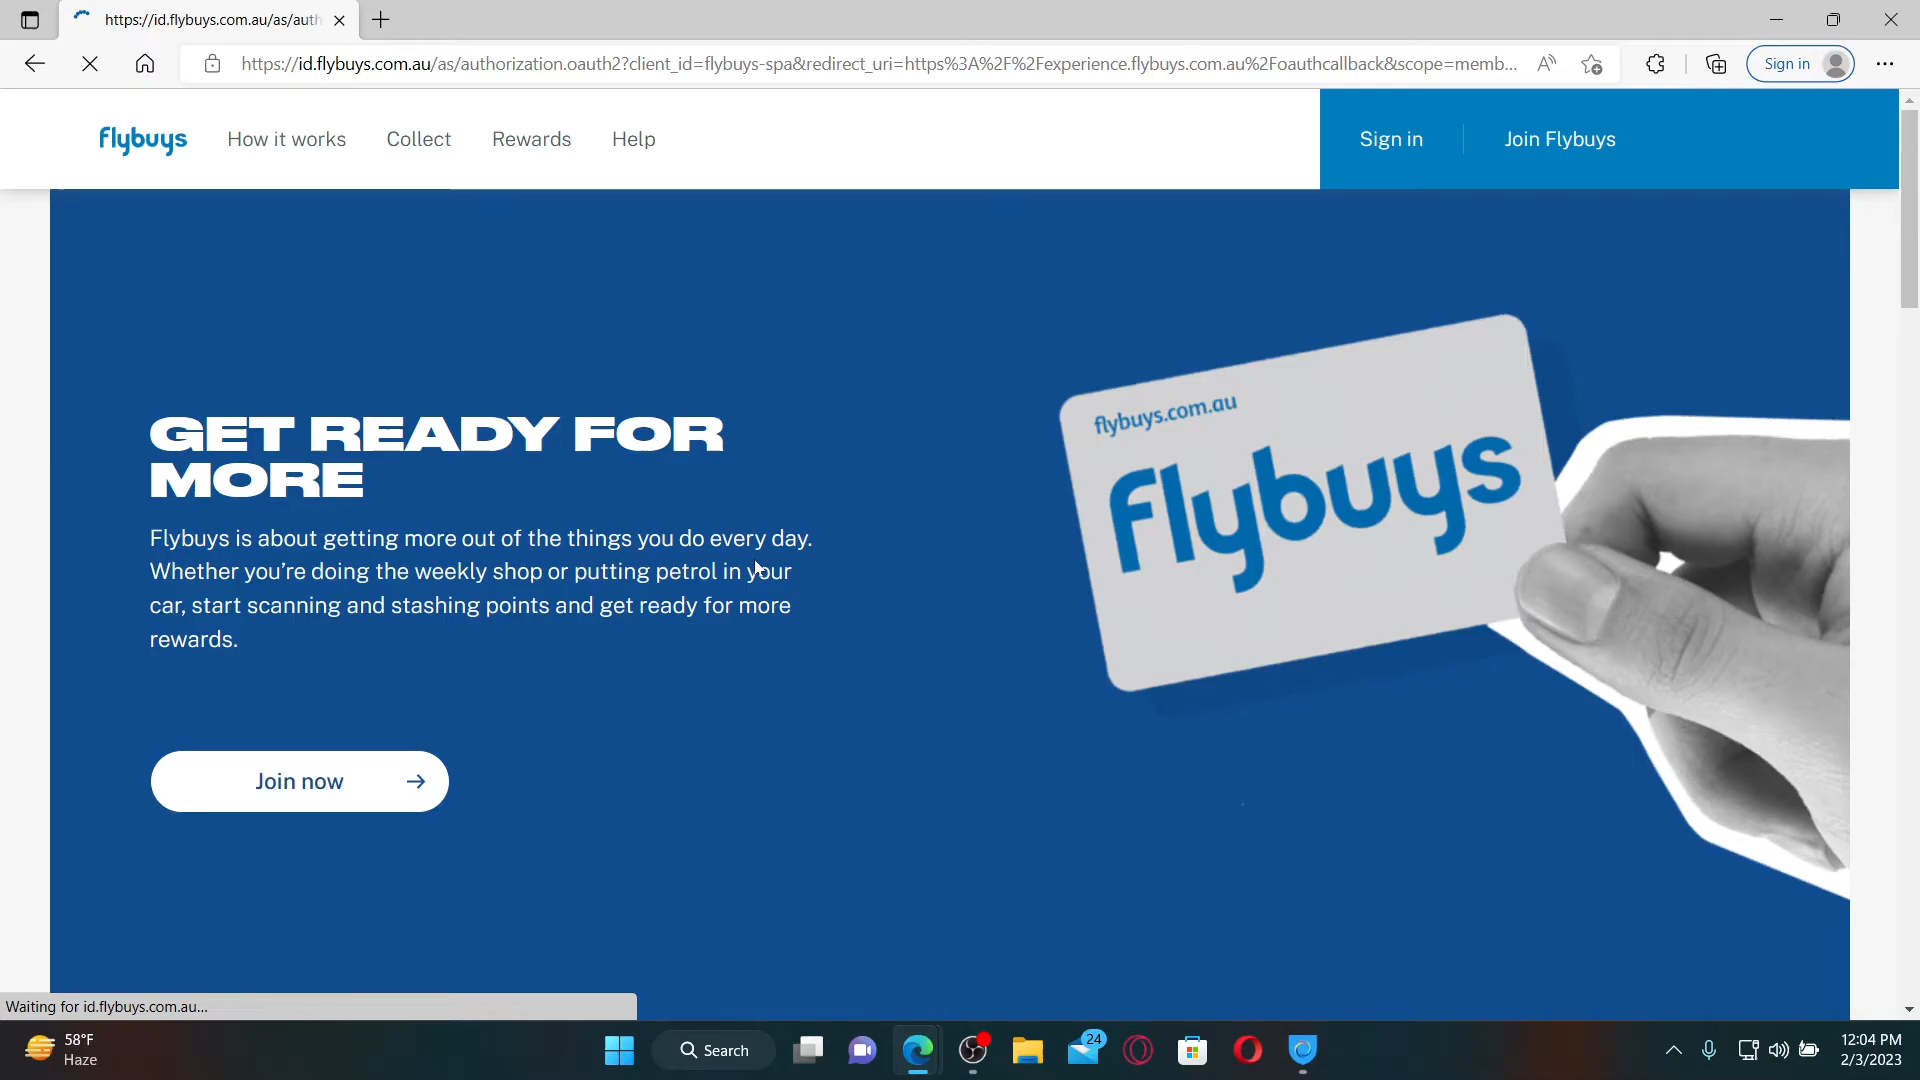 https://id.flybuys.com.au/as/auth
https://id.flybuys.com.au/as/authorization.oauth2?client_id=flybuys-spa&redirect_uri=https%3A%2F%2Fexperience.flybuys.com.au%2Foauthcallback&scope=memb...
Sign in
flybuys
How it works
Collect
Rewards
Help
Sign in
Join Flybuys
flybuys.com.au
flybuys
GET READY FOR
MORE
Flybuys is about getting more out of the things you do every day.
Whether you’re doing the weekly shop or putting petrol in your
car, start scanning and stashing points and get ready for more
rewards.
Join now
Waiting for id.flybuys.com.au...
58°F
Haze
Search
24
12:04 PM
2/3/2023